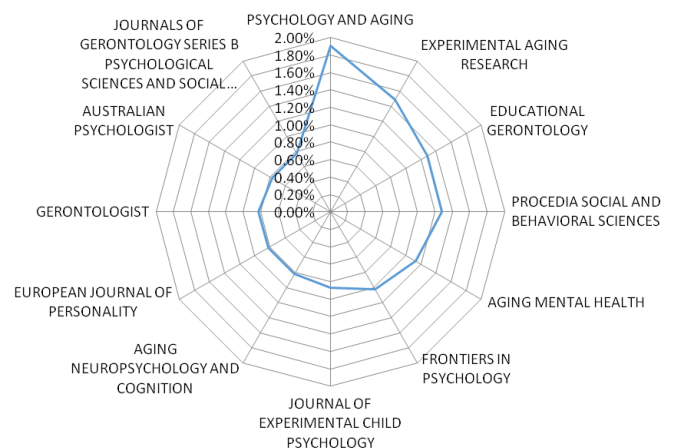 PSYCHOLOGY AND AGING
EXPERIMENTAL AGING
RESEARCH
EDUCATIONAL
GERONTOLOGY
PROCEDIA SOCIAL AND
BEHAVIORAL SCIENCES
AGING MENTAL HEALTH
FRONTIERS IN
PSYCHOLOGY
JOURNAL OF
EXPERIMENTAL CHILD
PSYCHOLOGY
AGING
NEUROPSYCHOLOGY AND
COGNITION
EUROPEAN JOURNAL OF
PERSONALITY
GERONTOLOGIST
AUSTRALIAN
PSYCHOLOGIST
JOURNALS OF
GERONTOLOGY SERIES B
PSYCHOLOGICAL
SCIENCES AND SOCIAL...
2.00%
1.80%
1.60%
1.40%
1.20%
1.00%
0.80%
0.60%
0.40%
0.20%
0.00%